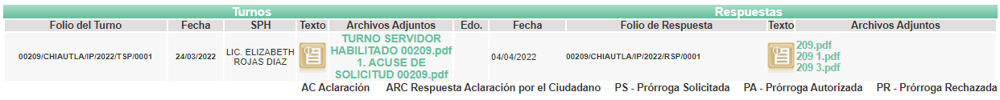 Turnos Respuestas
Folio del Turno Fecha SPH Texto Archivos Adjuntos Edo. Fecha Folio de Respuesta Texto Archivos Adjuntos
00209/CHIAUTLA/IP/2022/TSP/0001 24/03/2022 LIC. ELIZABETH ROJAS DIAZ
TURNO SERVIDOR
HABILITADO 00209.pdf
1. ACUSE DE
SOLICITUD 00209.pdf
04/04/2022 00209/CHIAUTLA/IP/2022/RSP/0001
209.pdf
209 1.pdf
209 3.pdf
AC Aclaración ARC Respuesta Aclaración por el Ciudadano PS - Prórroga Solicitada PA - Prórroga Autorizada PR - Prórroga Rechazada